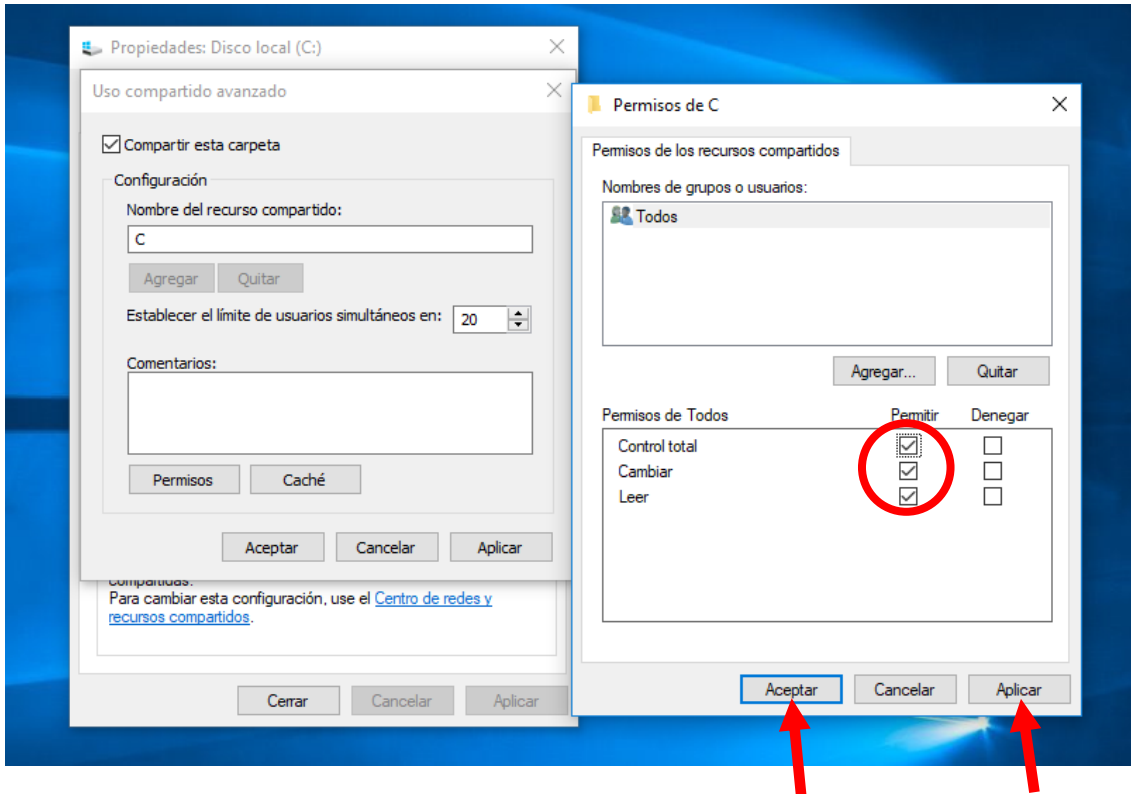 Propiedades: Disco local (C:)
Uso compartido avanzado
Compartir esta carpeta
Configuración
Nombre del recurso compartido:
C
Agregar
Quitar
Establecer el límite de usuarios simultáneos en:
20
Comentarios:
Permisos
Caché
Aceptar
Cancelar
Aplicar
compartidas.
Para cambiar esta configuración, use el Centro de redes y
recursos compartidos.
Cerrar
Cancelar
Aplicar
Permisos de C
Permisos de los recursos compartidos
Nombres de grupos o usuarios:
Todos
Agregar...
Quitar
Permisos de Todos
Permitir
Denegar
Control total
Cambiar
Leer
Aceptar
Cancelar
Aplicar